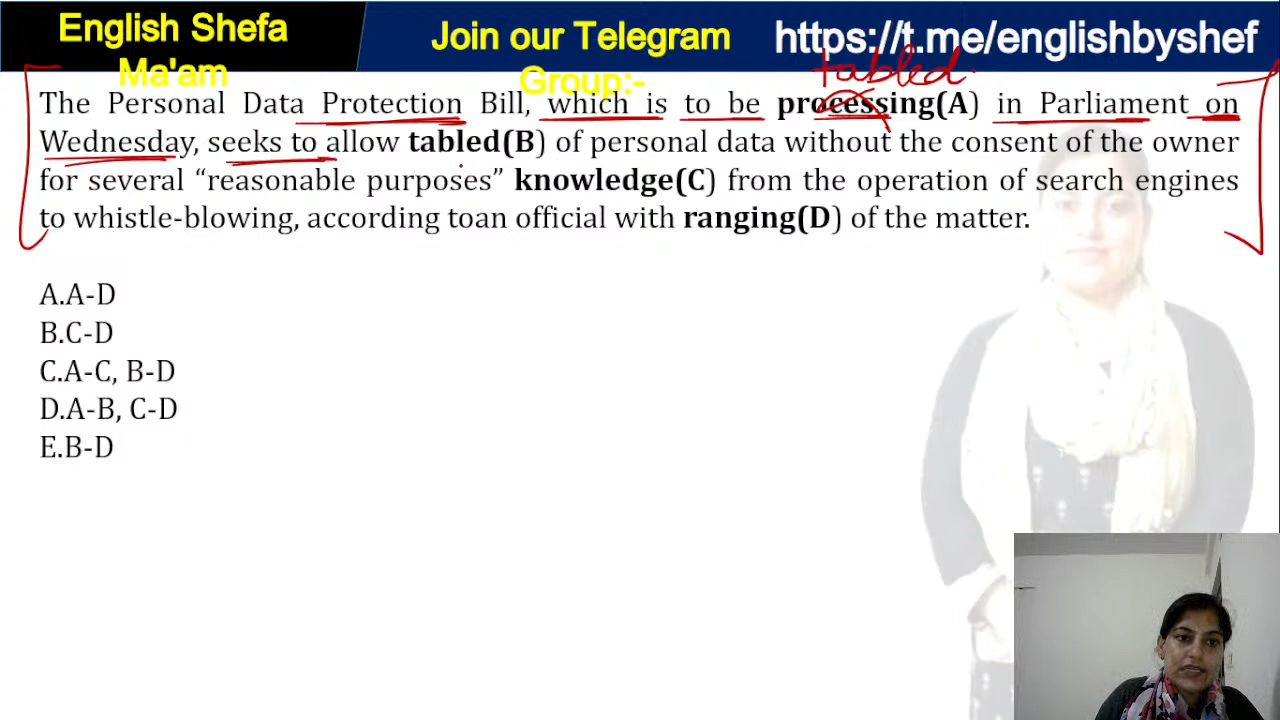 English Shefa
Ma'am
Join our Telegram
Group:-
https://t.me/englishbyshef
tabled
The Personal Data Protection Bill, which is to be processing(A) in Parliament on
Wednesday, seeks to allow tabled(B) of personal data without the consent of the owner
for several “reasonable purposes” knowledge(C) from the operation of search engines
to whistle-blowing, according toan official with ranging(D) of the matter.
A.A-D
B.C-D
C.A-C, B-D
D.A-B, C-D
E.B-D